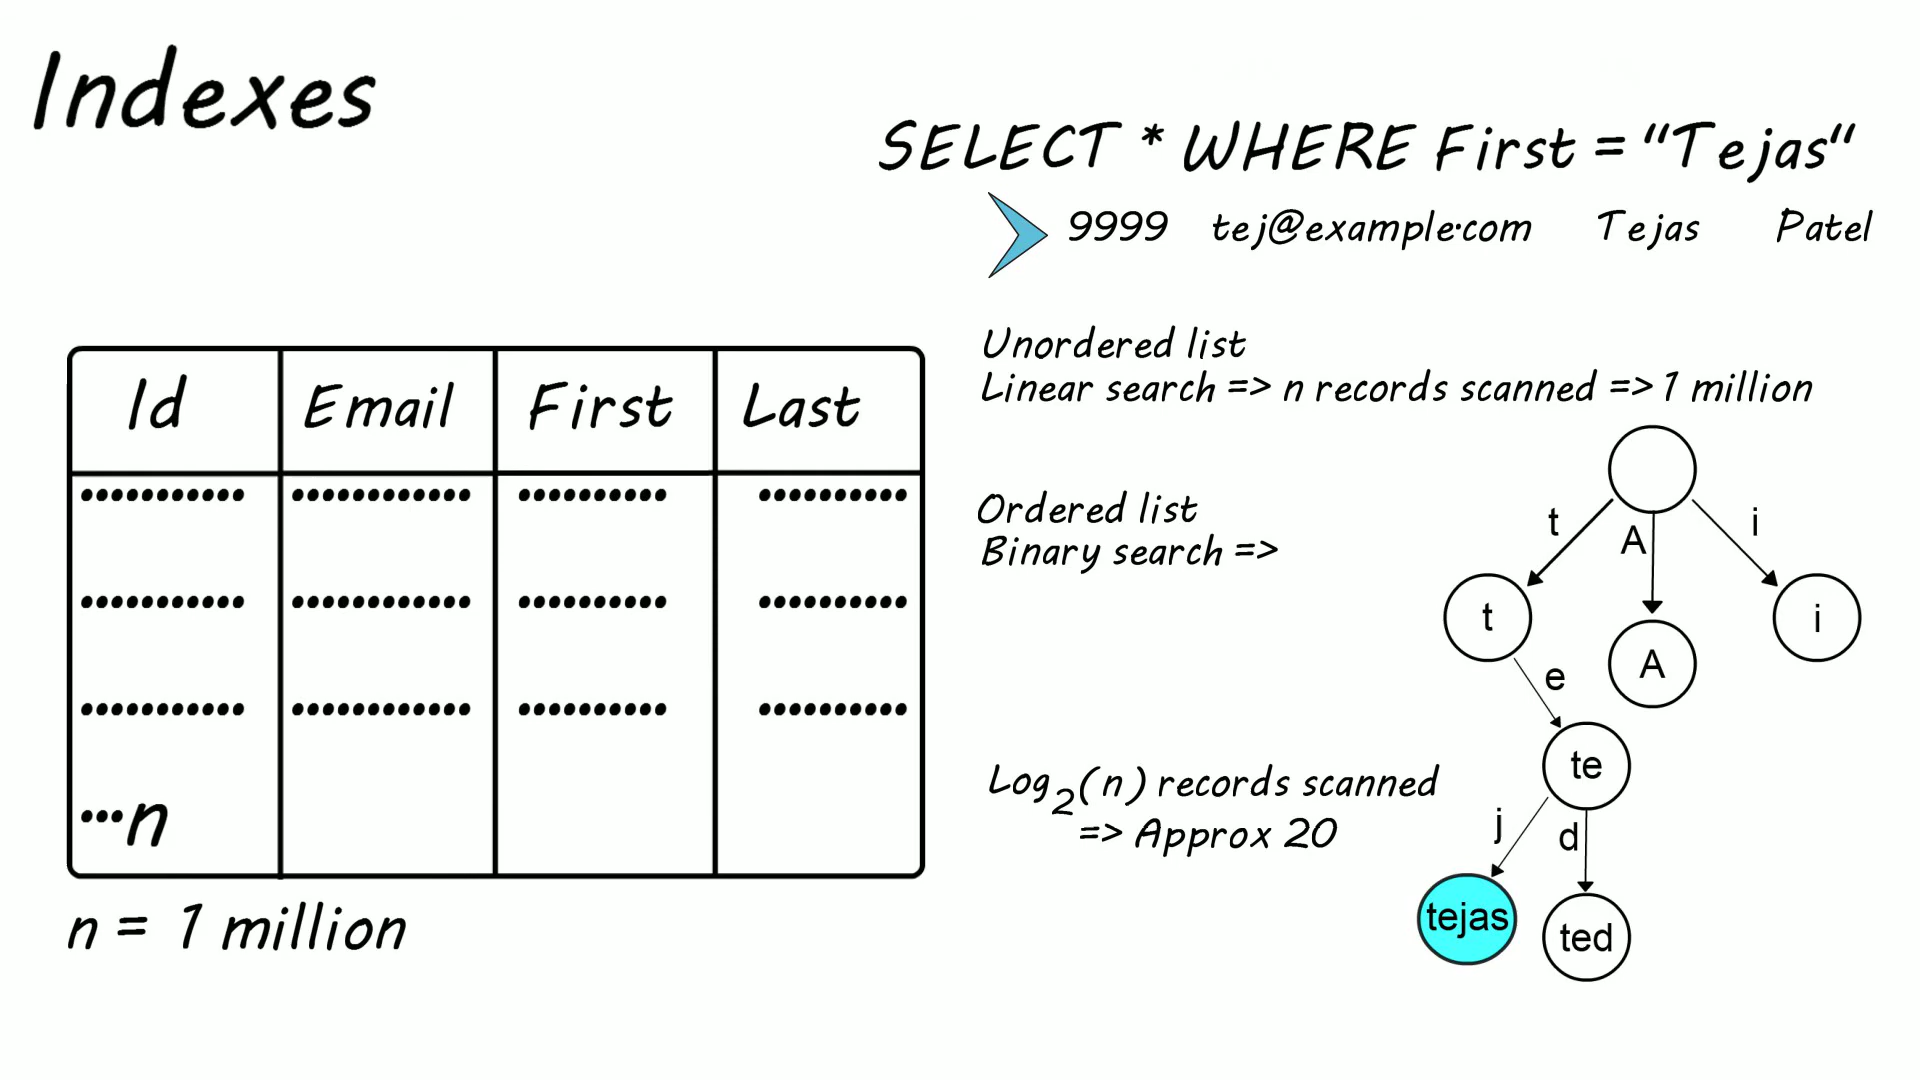 Indexes
SELECT * WHERE First = "Tejas"
9999 tej@example.com Tejas Patel
Id Email First Last
...n
n = 1 million
Unordered list
Linear search => n records scanned => 1 million
Ordered list
Binary search =>
Log2(n) records scanned
=> Approx 20
t A i
t A i
e
te
j d
tejas ted